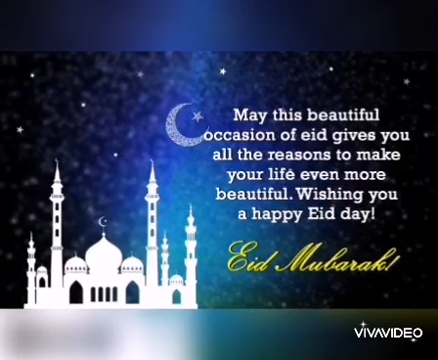 May this beautiful
occasion of eid gives you
all the reasons to make
your life even more
beautiful. Wishing you
a happy Eid day!
Eid Mubarak!
VIVAVIDEO